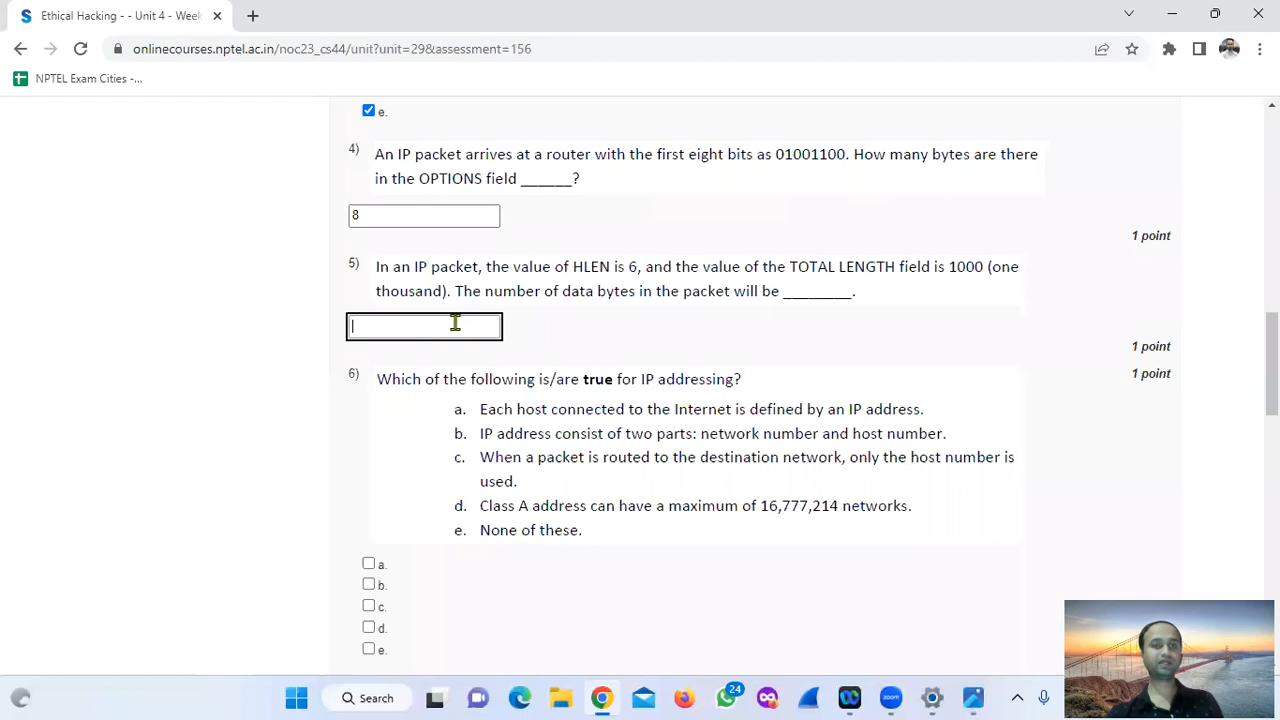 Ethical Hacking - - Unit 4 - Week
onlinecourses.nptel.ac.in/noc23_cs44/unit?unit=29&assessment=156
NPTEL Exam Cities -...
e.
4) An IP packet arrives at a router with the first eight bits as 01001100. How many bytes are there
in the OPTIONS field ______?
8
1 point
5) In an IP packet, the value of HLEN is 6, and the value of the TOTAL LENGTH field is 1000 (one
thousand). The number of data bytes in the packet will be ________.
1 point
6) Which of the following is/are true for IP addressing?
1 point
a. Each host connected to the Internet is defined by an IP address.
b. IP address consist of two parts: network number and host number.
c. When a packet is routed to the destination network, only the host number is
used.
d. Class A address can have a maximum of 16,777,214 networks.
e. None of these.
a.
b.
c.
d.
e.
Search
24
zoom